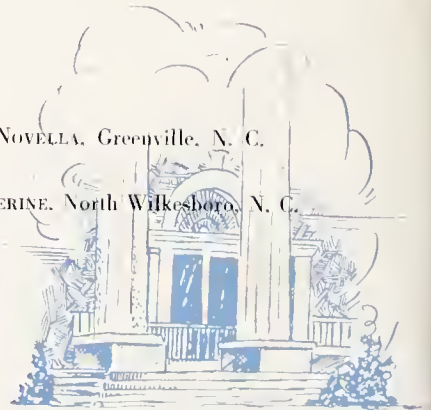 NOVELLA, Greenville, N. C.
ERINE, North Wilkesboro, N. C.